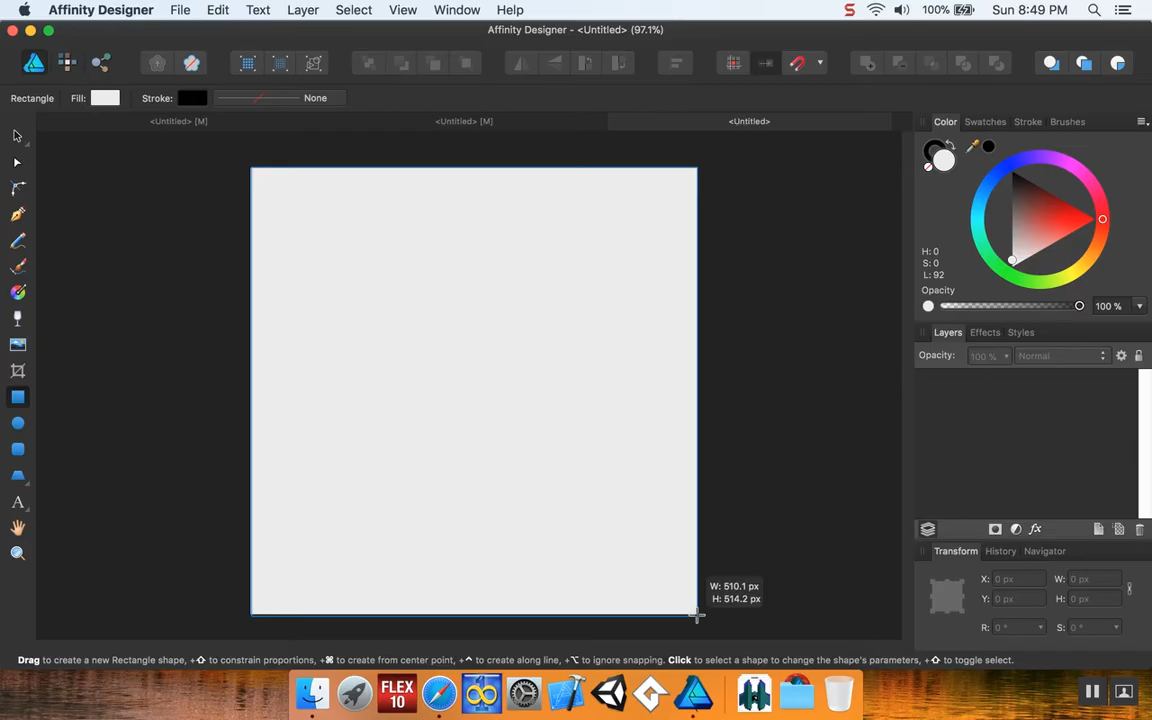 Affinity Designer File Edit Text Layer Select View Window Help S 100% Sun 8:49 PM
Affinity Designer - <Untitled> (97.1%)
Rectangle Fill: Stroke: None
<Untitled> [M] <Untitled> [M] <Untitled>
Color Swatches Stroke Brushes
H: 0
S: 0
L: 92
Opacity
100 %
Layers Effects Styles
Opacity: 100 % Normal
A
fx
Transform History Navigator
X: 0 px W: 0 px
Y: 0 px H: 0 px
R: 0 ° S: 0 °
W: 510.1 px
H: 514.2 px
Drag to create a new Rectangle shape, +⇧ to constrain proportions, +⌘ to create from center point, +⌃ to create along line, +⌥ to ignore snapping. Click to select a shape to change the shape's parameters, +⇧ to toggle select.
FLEX
10